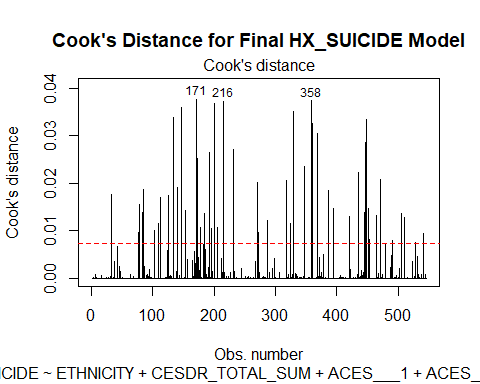 Cook's Distance for Final HX_SUICIDE Model
Cook's distance
Cook's distance
0.04
0.03
0.02
0.01
0.00
171
216
358
0 100 200 300 400 500
Obs. number
ICIDE ~ ETHNICITY + CESDR_TOTAL_SUM + ACES___1 + ACES_